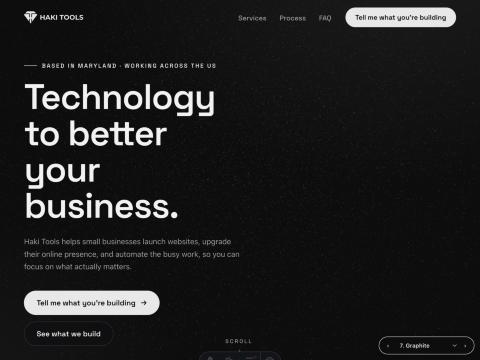 HAKI TOOLS
Services
Process
FAQ
Tell me what you're building
BASED IN MARYLAND · WORKING ACROSS THE US
Technology
to better
your
business.
Haki Tools helps small businesses launch websites, upgrade
their online presence, and automate the busy work, so you can
focus on what actually matters.
Tell me what you're building →
See what we build
SCROLL
7. Graphite